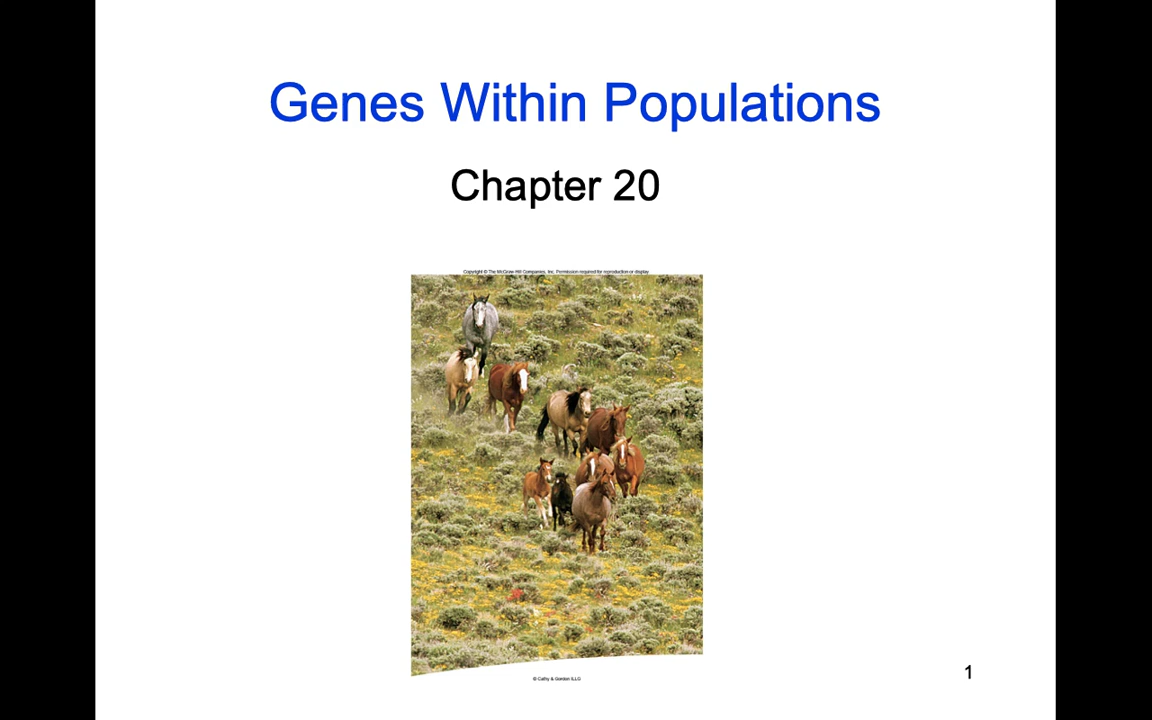 Genes Within Populations
Chapter 20
Copyright © The McGraw-Hill Companies, Inc. Permission required for reproduction or display.
© Cathy & Gordon ILLG
1